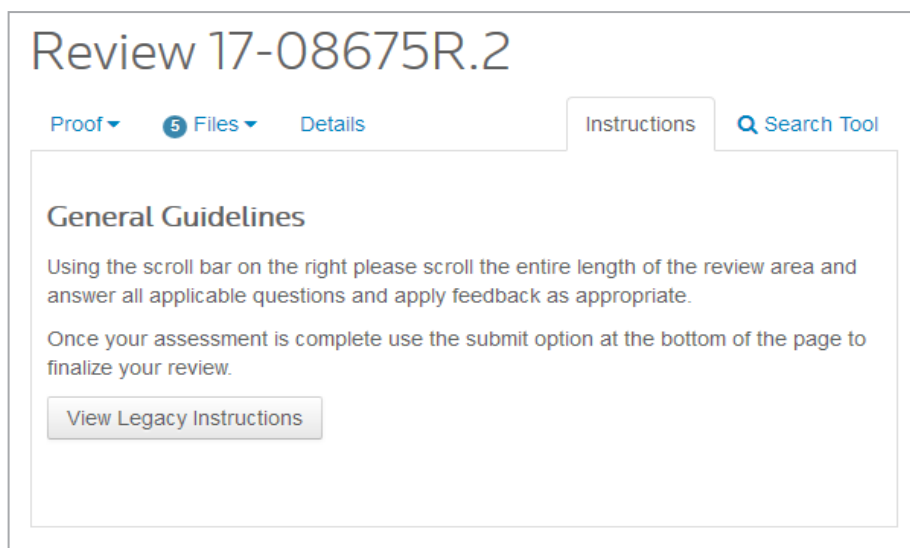 Review 17-08675R.2
Proof 5 Files Details Instructions Search Tool
General Guidelines
Using the scroll bar on the right please scroll the entire length of the review area and
answer all applicable questions and apply feedback as appropriate.
Once your assessment is complete use the submit option at the bottom of the page to
finalize your review.
View Legacy Instructions